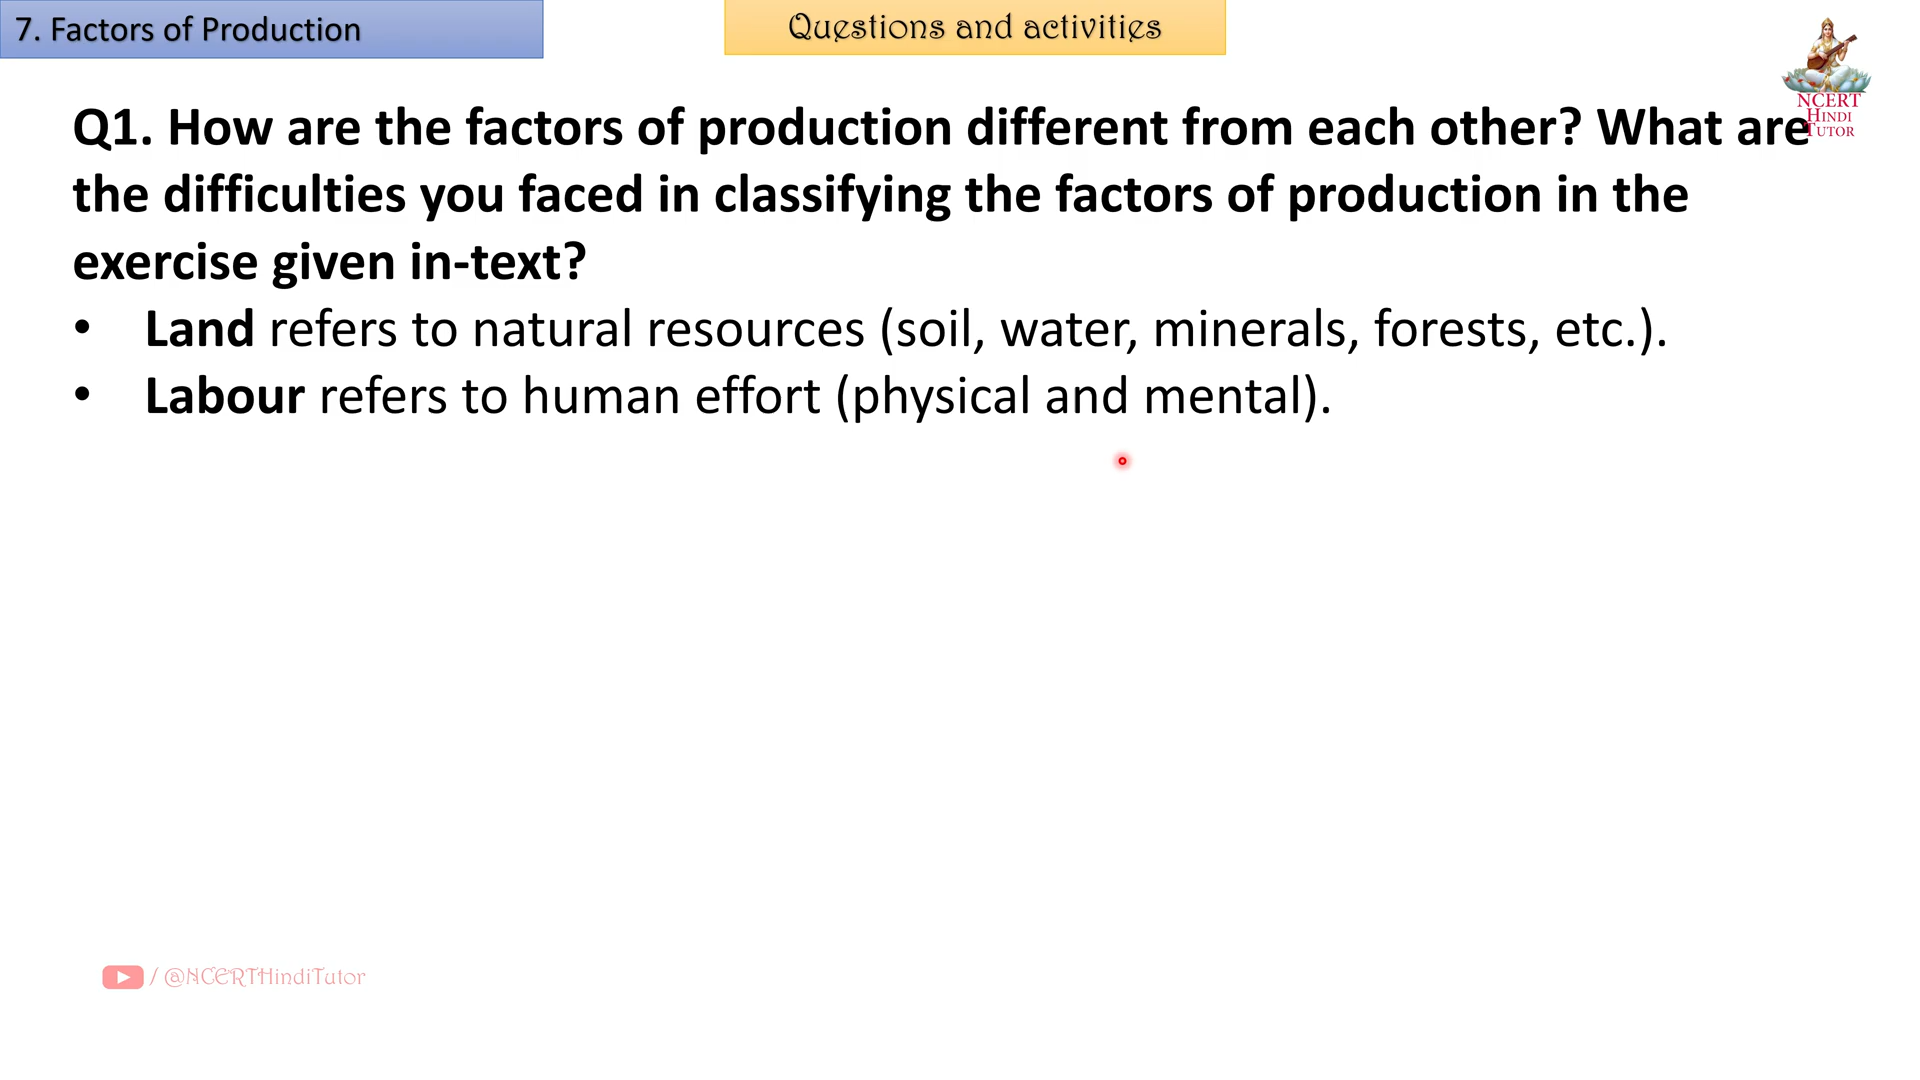 7. Factors of Production
Questions and activities
NCERT
HINDI
TUTOR
Q1. How are the factors of production different from each other? What are
the difficulties you faced in classifying the factors of production in the
exercise given in-text?
• Land refers to natural resources (soil, water, minerals, forests, etc.).
• Labour refers to human effort (physical and mental).
/ @NCERTHindiTutor